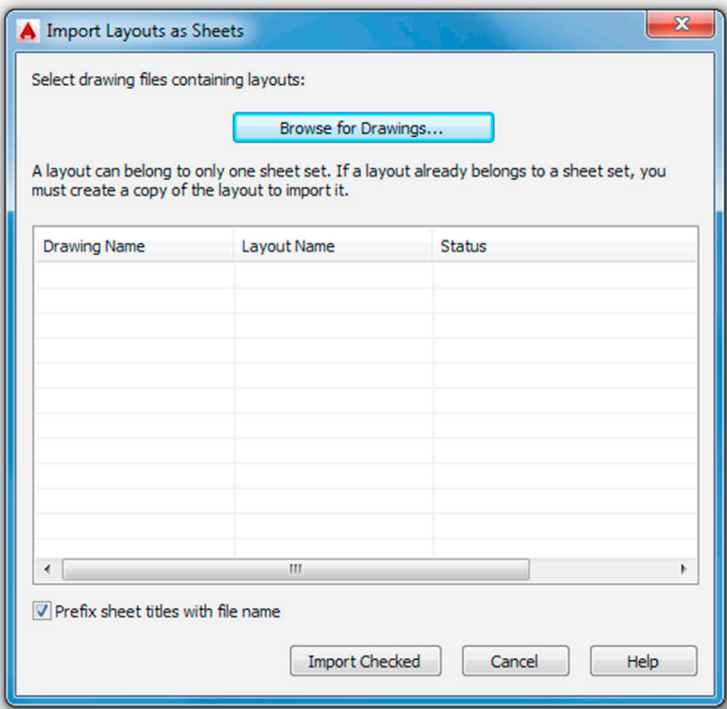 Import Layouts as Sheets
Select drawing files containing layouts:
Browse for Drawings...
A layout can belong to only one sheet set. If a layout already belongs to a sheet set, you
must create a copy of the layout to import it.
Drawing Name Layout Name Status
Prefix sheet titles with file name
Import Checked Cancel Help